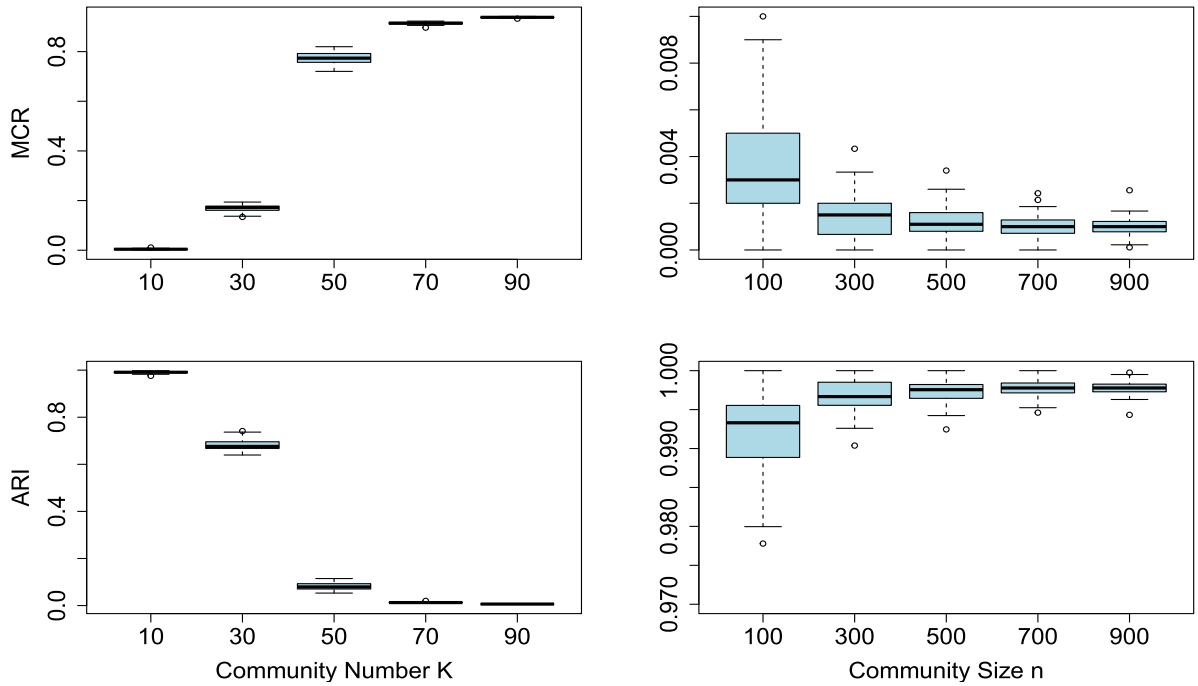 MCR
0.0 0.4 0.8
10 30 50 70 90
0.000 0.004 0.008
100 300 500 700 900
ARI
0.0 0.4 0.8
10 30 50 70 90
Community Number K
0.970 0.980 0.990 1.000
100 300 500 700 900
Community Size n